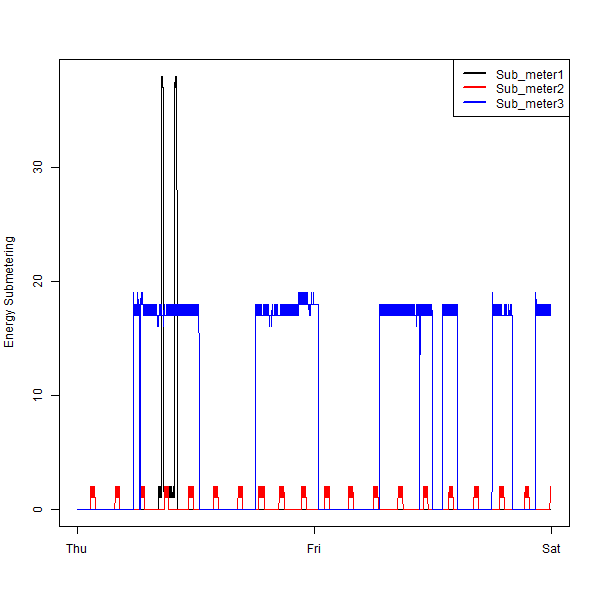 Sub_meter1
Sub_meter2
Sub_meter3
Energy Submetering
30
20
10
0
Thu
Fri
Sat